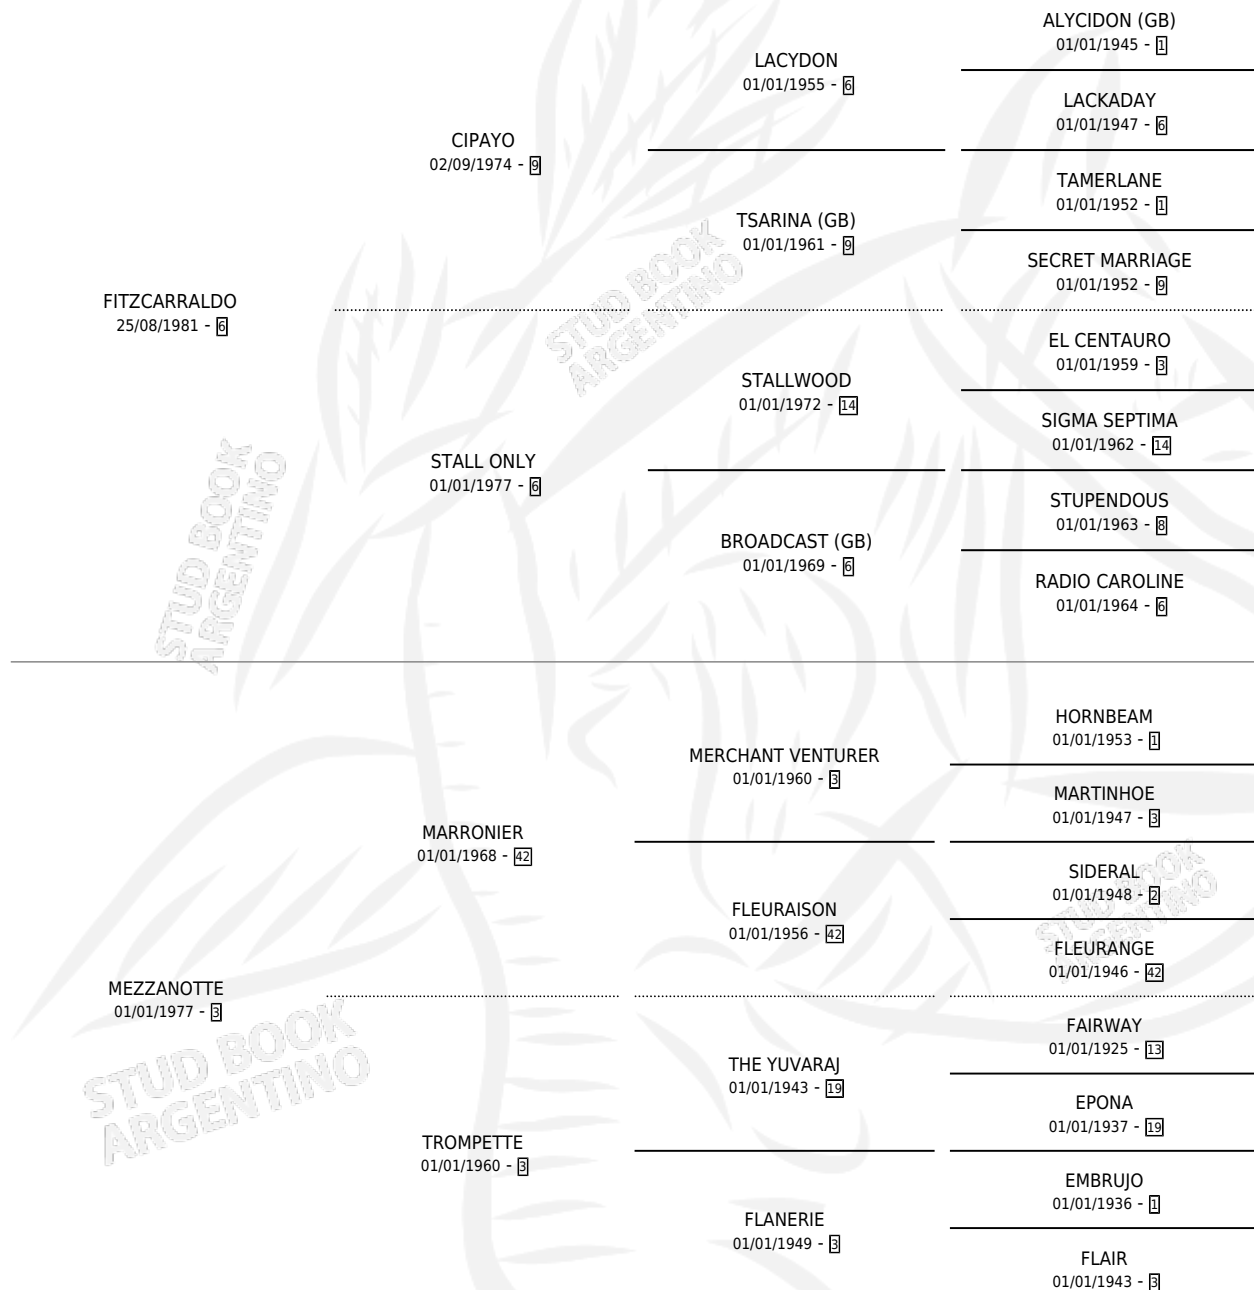 ALYCIDON (GB)
01/01/1945 - 1
LACYDON
01/01/1955 - 6
LACKADAY
01/01/1947 - 6
CIPAYO
02/09/1974 - 9
TAMERLANE
01/01/1952 - 1
TSARINA (GB)
01/01/1961 - 9
SECRET MARRIAGE
01/01/1952 - 9
FITZCARRALDO
25/08/1981 - 6
STUD BOOK
ARGENTINO
EL CENTAURO
01/01/1959 - 3
STALLWOOD
01/01/1972 - 14
SIGMA SEPTIMA
01/01/1962 - 14
STALL ONLY
01/01/1977 - 6
STUPENDOUS
01/01/1963 - 8
BROADCAST (GB)
01/01/1969 - 6
RADIO CAROLINE
01/01/1964 - 6
STUD BOOK
ARGENTINO
HORNBEAM
01/01/1953 - 1
MERCHANT VENTURER
01/01/1960 - 3
MARTINHOE
01/01/1947 - 3
MARRONIER
01/01/1968 - 42
SIDERAL
01/01/1948 - 2
FLEURAISON
01/01/1956 - 42
STUD BOOK
ARGENTINO
FLEURANGE
01/01/1946 - 42
MEZZANOTTE
01/01/1977 - 3
FAIRWAY
01/01/1925 - 13
THE YUVARAJ
01/01/1943 - 19
STUD BOOK
ARGENTINO
EPONA
01/01/1937 - 19
TROMPETTE
01/01/1960 - 3
EMBRUJO
01/01/1936 - 1
FLANERIE
01/01/1949 - 3
FLAIR
01/01/1943 - 3